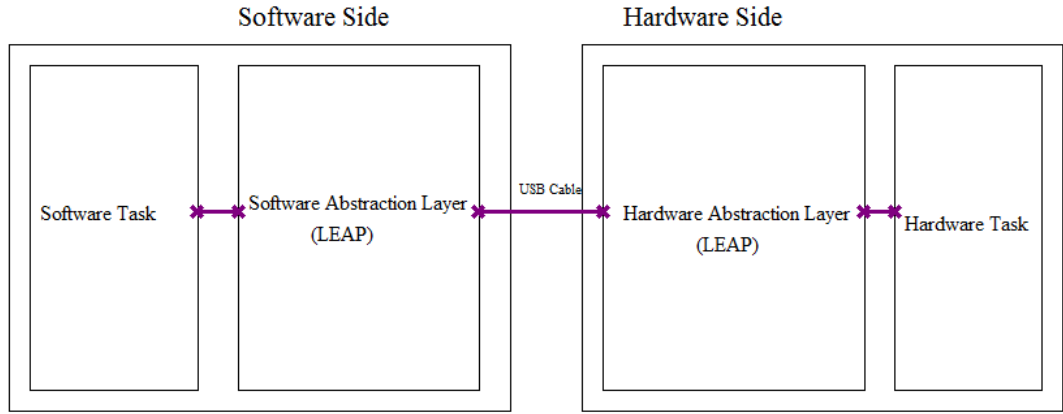 Software Side
Hardware Side
Software Task
Software Abstraction Layer
(LEAP)
USB Cable
Hardware Abstraction Layer
(LEAP)
Hardware Task